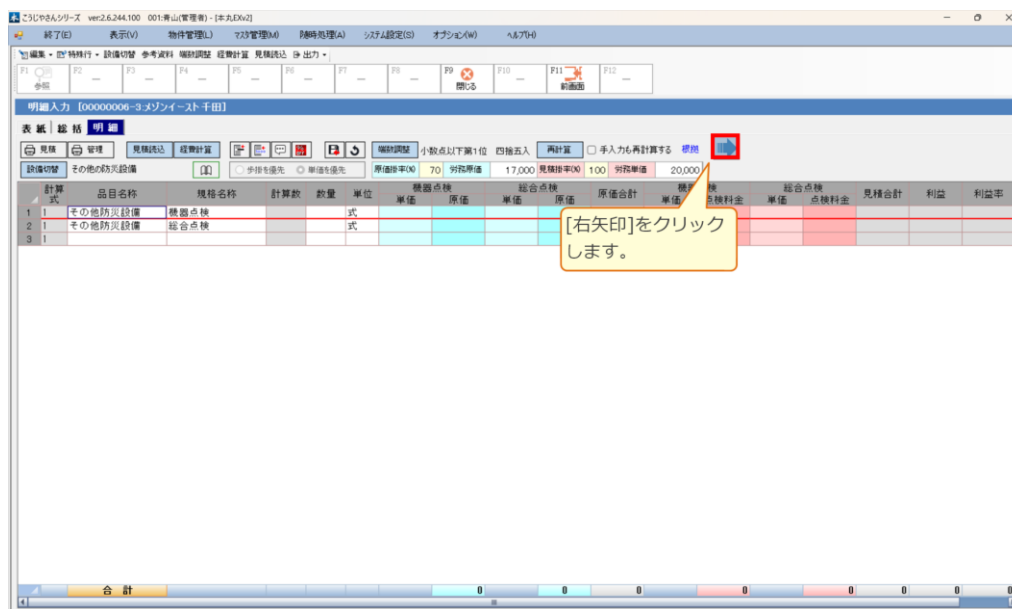 こうじやさんシリーズ ver.2.6.244.100 001:青山(管理者) - [本丸EXv2]
終了(E) 表示(V) 物件管理(L) マスタ管理(M) 随時処理(A) システム設定(S) オプション(W) ヘルプ(H)
編集 特殊行 設備切替 参考資料 端数調整 経費計算 見積読込 出力
F1 F2 F3 F4 F5 F6 F7 F8 F9 F10 F11 F12
参照 閉じる 前画面
明細入力 [00000006-3:メゾンイースト千田]
表紙 総括 明細
見積 管理 見積読込 経費計算 端数調整 小数点以下第1位 四捨五入 再計算 手入力も再計算する 根拠
設備切替 その他の防災設備 歩掛を優先 単価を優先 原価掛率(%) 70 労務原価 17,000 見積掛率(%) 100 労務単価 20,000
計算式 品目名称 規格名称 計算数 数量 単位 機器点検 総合点検 原価合計 機 検 総合点検 見積合計 利益 利益率
単価 原価 単価 原価 単価 点検料金 単価 点検料金
1 1 その他防災設備 機器点検 式
2 1 その他防災設備 総合点検 式
3 1
[右矢印]をクリック
します。
合計 0 0 0 0 0 0 0 0